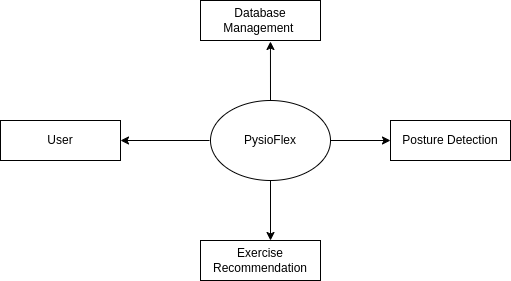 Database
Management
User
PysioFlex
Posture Detection
Exercise
Recommendation